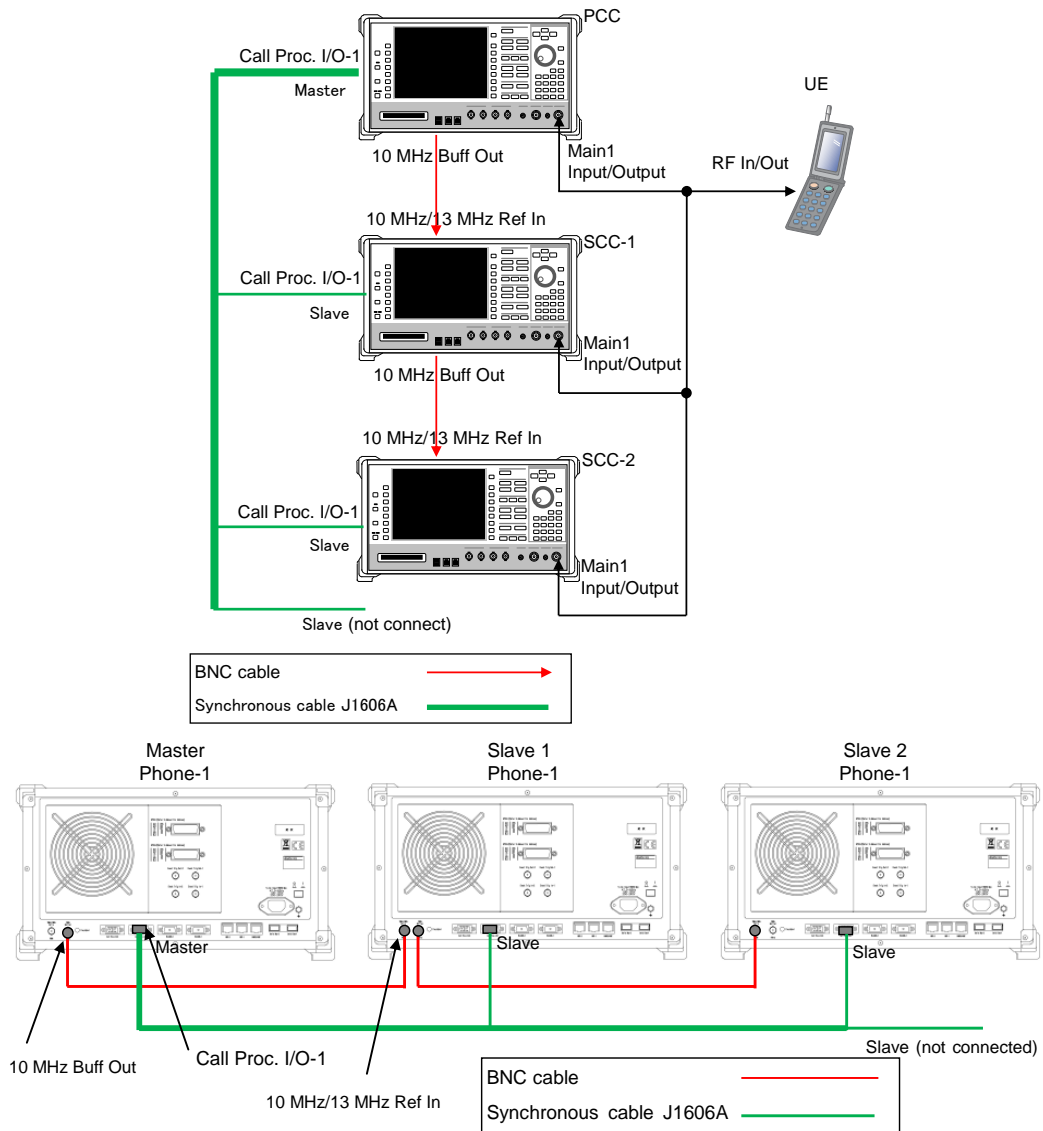 PCC
Call Proc. I/O-1
Master
UE
10 MHz Buff Out
Main1
Input/Output
RF In/Out
10 MHz/13 MHz Ref In
SCC-1
Call Proc. I/O-1
Slave
Main1
Input/Output
10 MHz Buff Out
10 MHz/13 MHz Ref In
SCC-2
Call Proc. I/O-1
Slave
Main1
Input/Output
Slave (not connect)
BNC cable
Synchronous cable J1606A
Master
Phone-1
Slave 1
Phone-1
Slave 2
Phone-1
Master
Slave
Slave
10 MHz Buff Out
Call Proc. I/O-1
10 MHz/13 MHz Ref In
Slave (not connected)
BNC cable
Synchronous cable J1606A